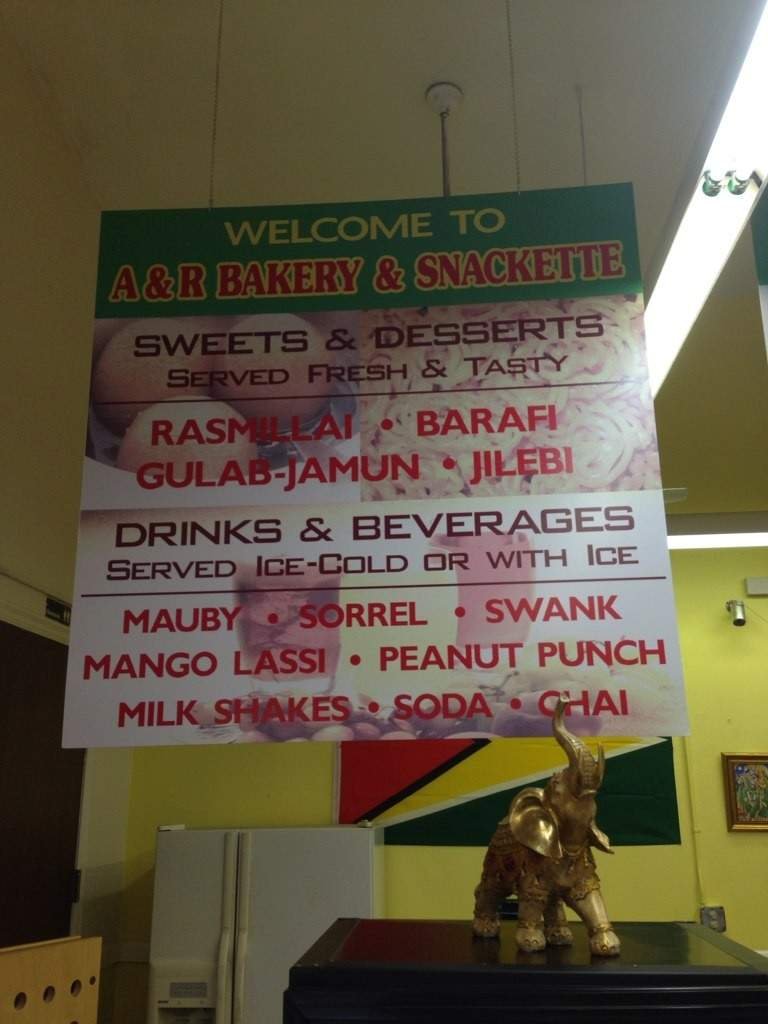 WELCOME TO
A & R BAKERY & SNACKETTE
SWEETS & DESSERTS
SERVED FRESH & TASTY
RASMILLAI • BARAFI
GULAB-JAMUN • JILEBI
DRINKS & BEVERAGES
SERVED ICE-COLD OR WITH ICE
MAUBY • SORREL • SWANK
MANGO LASSI • PEANUT PUNCH
MILK SHAKES • SODA • CHAI